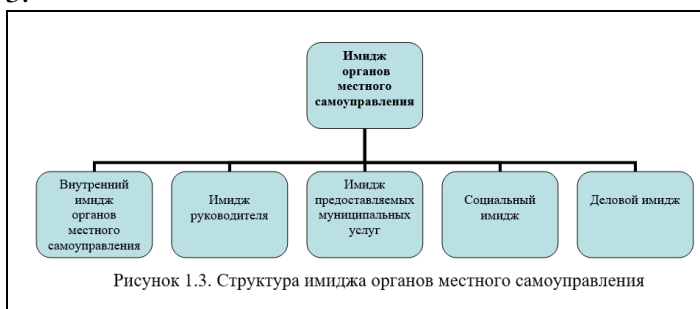 Имидж
органов
местного
самоуправления
Внутренний
имидж
органов
местного
самоуправления
Имидж
руководителя
Имидж
предоставляемых
муниципальных
услуг
Социальный
имидж
Деловой имидж
Рисунок 1.3. Структура имиджа органов местного самоуправления